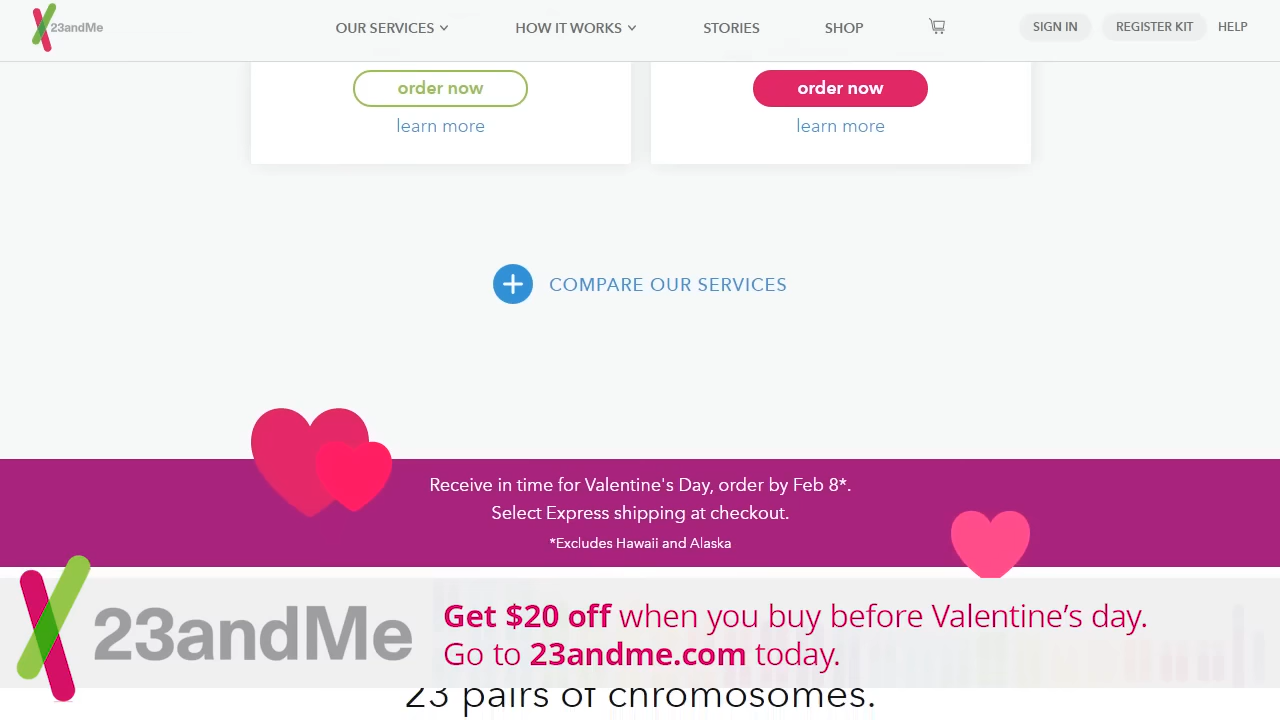 23andMe
OUR SERVICES
HOW IT WORKS
STORIES
SHOP
SIGN IN
REGISTER KIT
HELP
order now
order now
learn more
learn more
COMPARE OUR SERVICES
Receive in time for Valentine's Day, order by Feb 8*.
Select Express shipping at checkout.
*Excludes Hawaii and Alaska
23andMe
Get $20 off when you buy before Valentine’s day.
Go to 23andme.com today.
23 pairs of chromosomes.